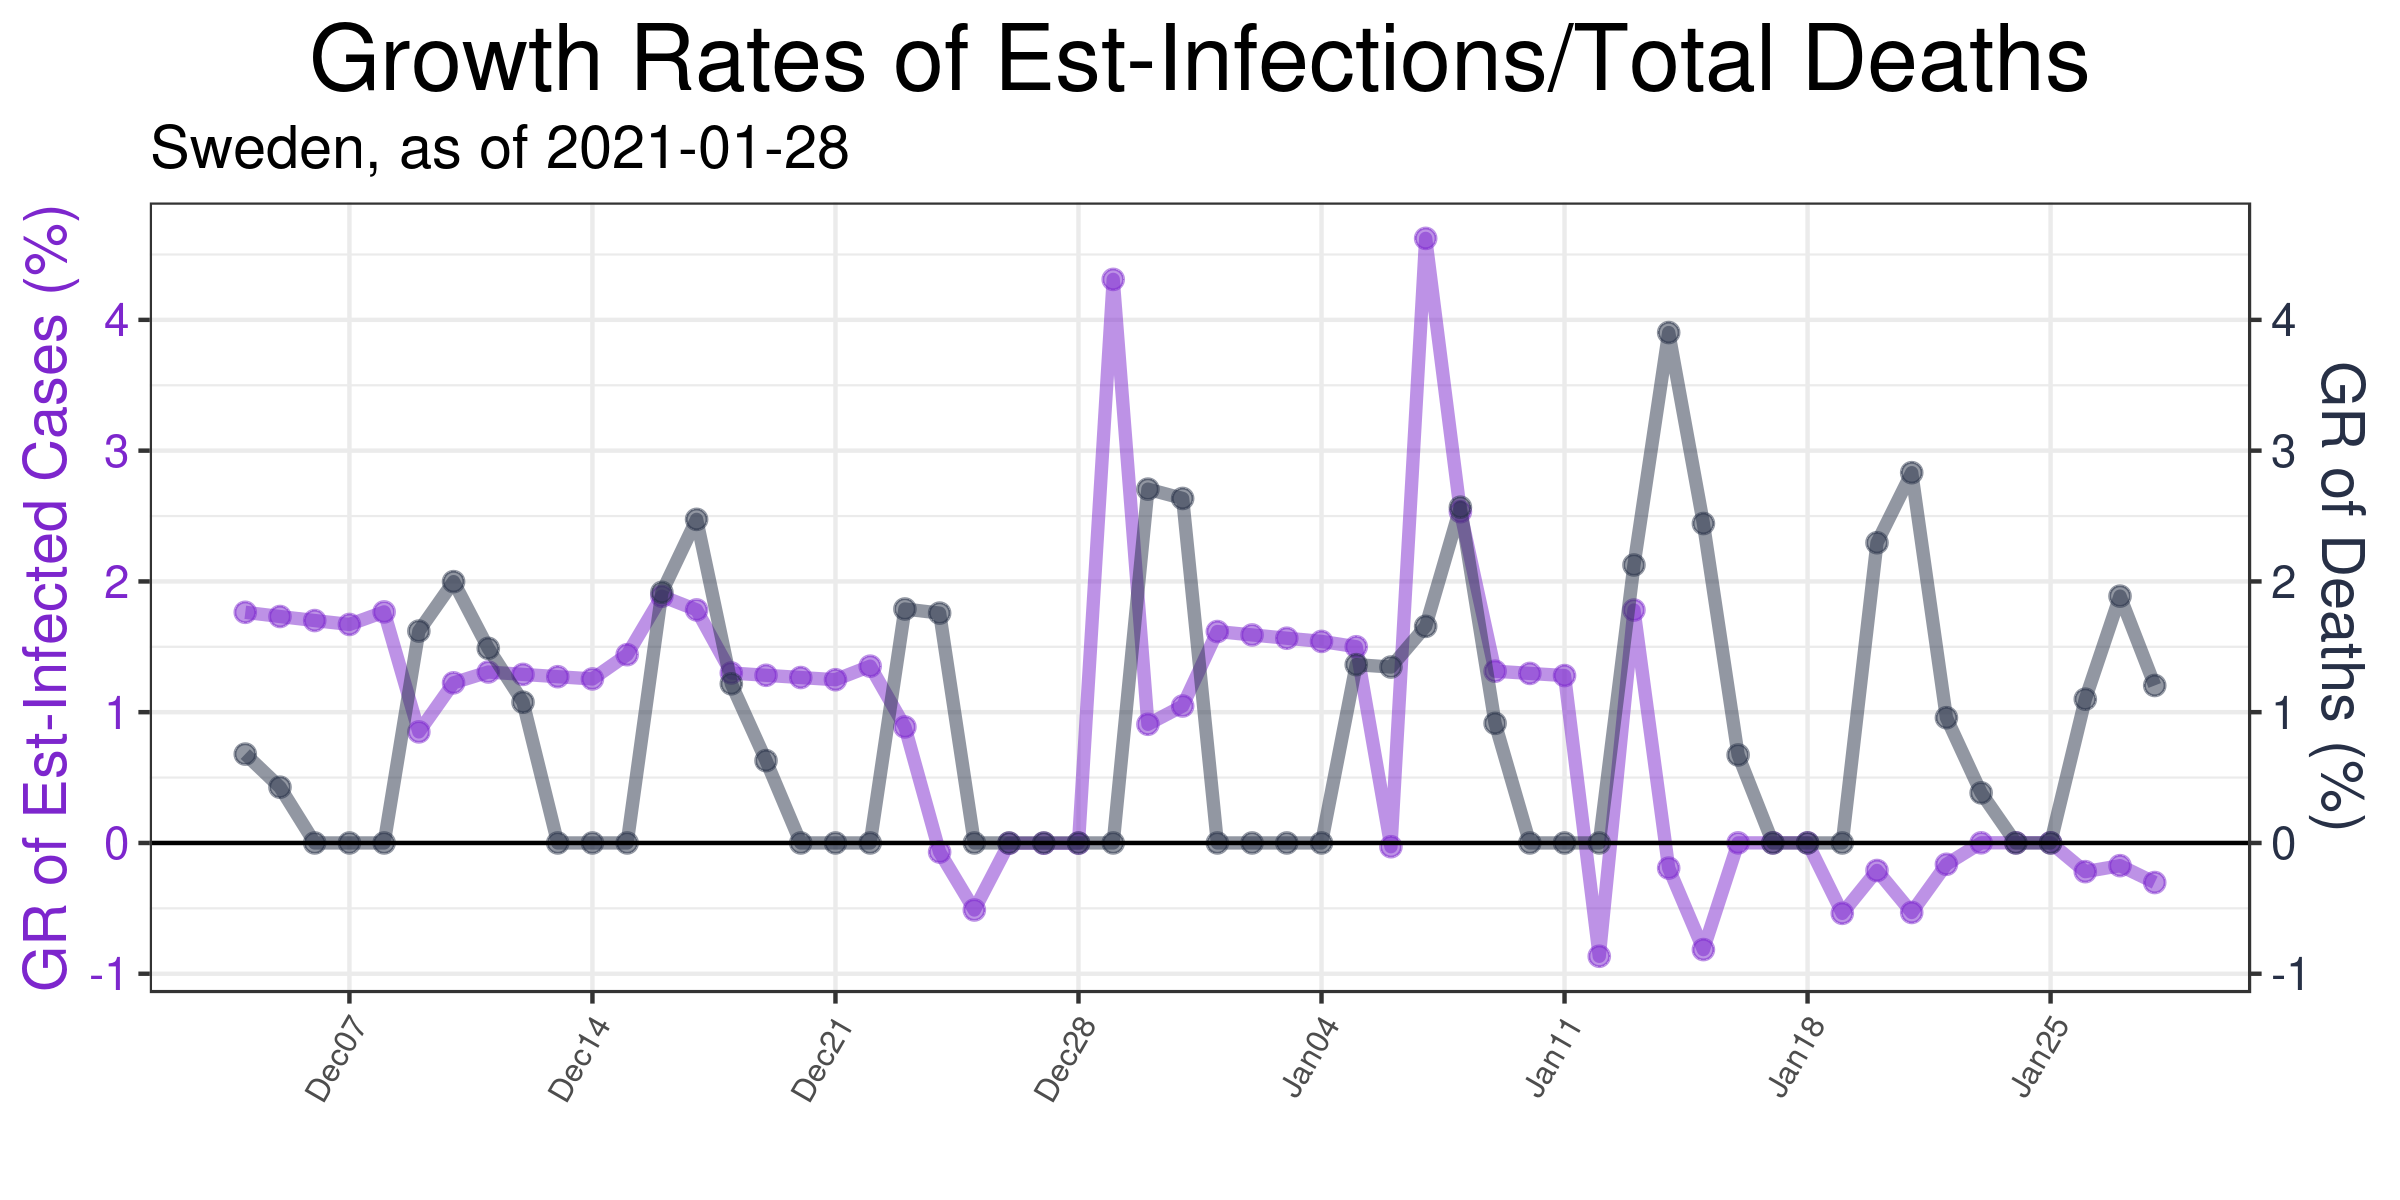 Growth Rates of Est-Infections/Total Deaths
Sweden, as of 2021-01-28
GR of Est-Infected Cases (%)
4
3
2
1
0
-1
4
3
2
1
0
-1
GR of Deaths (%)
Dec07
Dec14
Dec21
Dec28
Jan04
Jan11
Jan18
Jan25